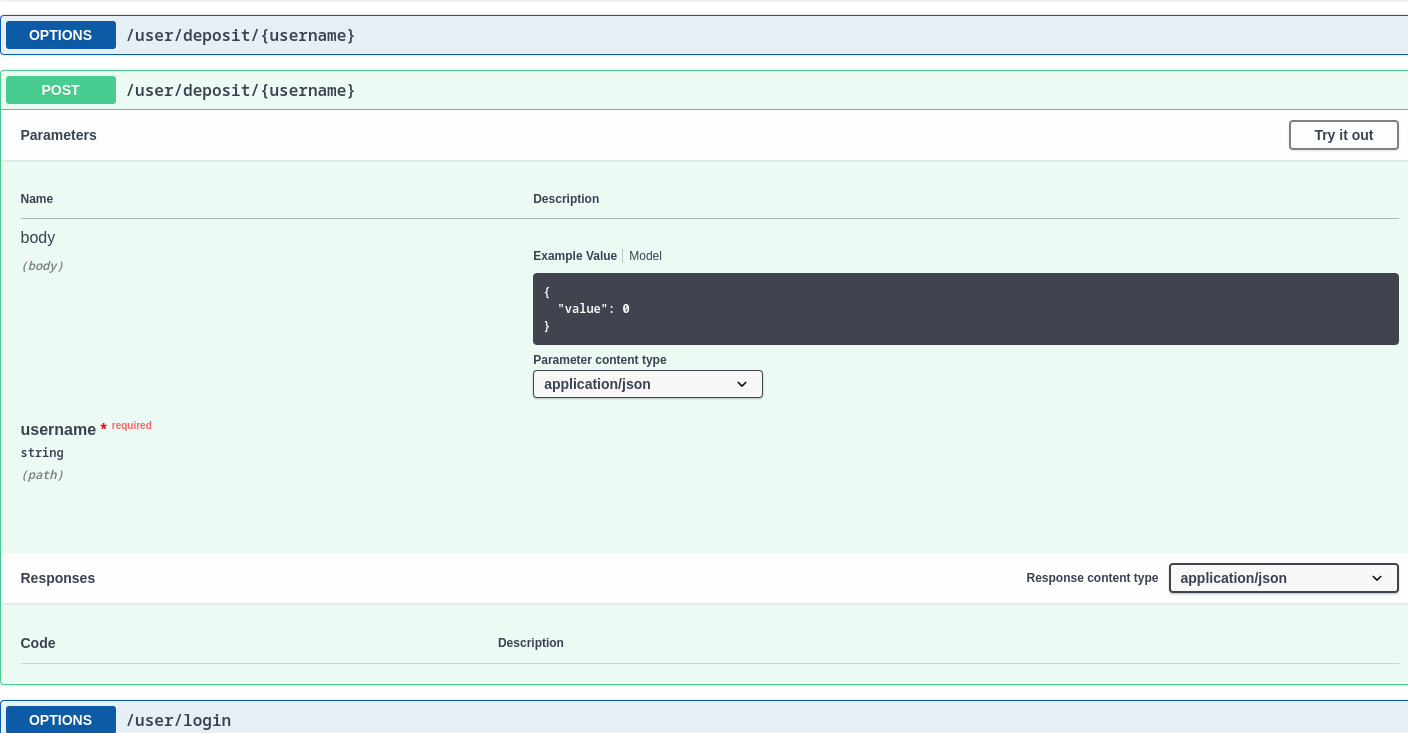 OPTIONS /user/deposit/{username}
POST /user/deposit/{username}
Parameters Try it out
Name Description
body
(body)
Example Value Model
{
"value": 0
}
Parameter content type
application/json
username * required
string
(path)
Responses Response content type application/json
Code Description
OPTIONS /user/login